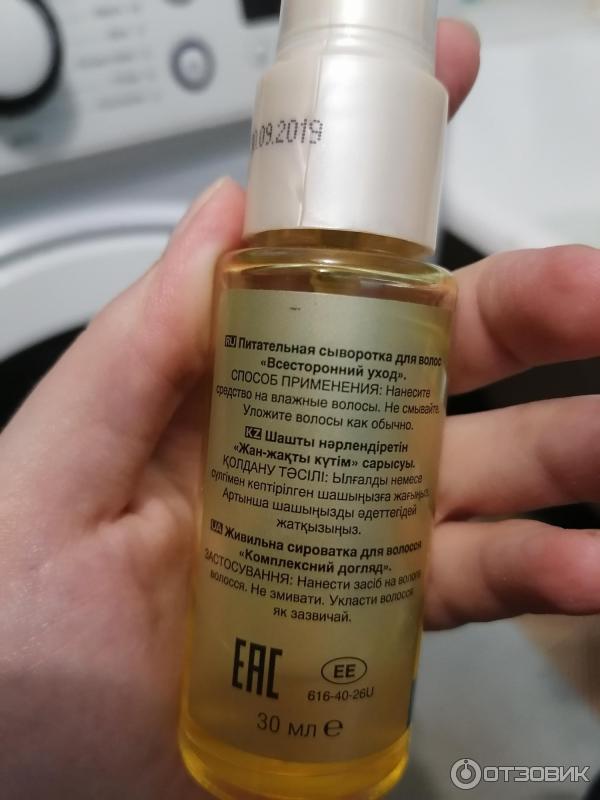 .09.2019
RU Питательная сыворотка для волос
«Всесторонний уход».
СПОСОБ ПРИМЕНЕНИЯ: Нанесите
средство на влажные волосы. Не смывайте.
Уложите волосы как обычно.
KZ Шашты нәрлендіретін
«Жан-жақты күтім» сарысуы.
ҚОЛДАНУ ТӘСІЛІ: Ылғалды немесе
сүлгімен кептірілген шашыңызға жағыңыз.
Артынша шашыңызды әдеттегідей
жатқызыңыз.
UA Живильна сироватка для волосся
«Комплексний догляд».
ЗАСТОСУВАННЯ: Нанести засіб на вологе
волосся. Не змивати. Укласти волосся
як зазвичай.
EAC
EE
616-40-26U
30 мл e
ОТЗОВИК